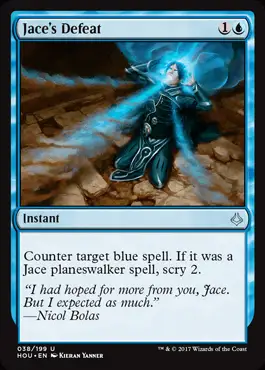 Jace's Defeat 1
Instant
Counter target blue spell. If it was a
Jace planeswalker spell, scry 2.
"I had hoped for more from you, Jace.
But I expected as much."
—Nicol Bolas
038/199 U
HOU • EN KIERAN YANNER
™ & © 2017 Wizards of the Coast